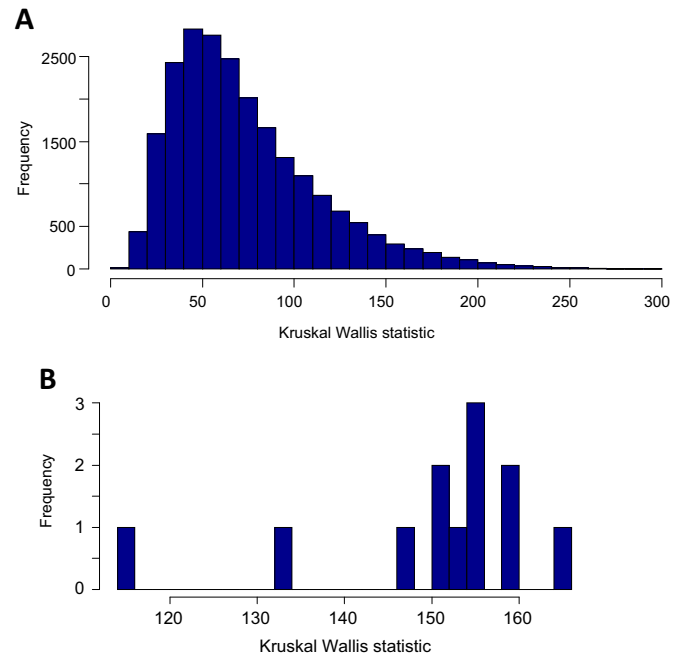 A
2500
1500
500
0
Frequency
0 50 100 150 200 250 300
Kruskal Wallis statistic
B
3
2
1
0
Frequency
120 130 140 150 160
Kruskal Wallis statistic